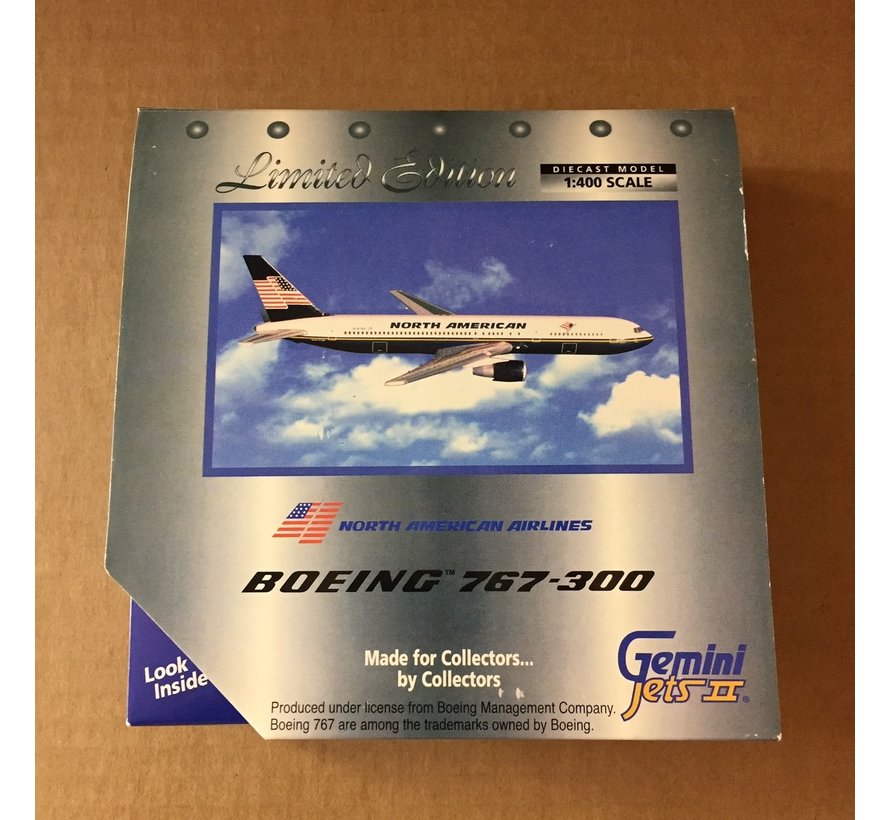 Limited Edition
DIECAST MODEL
1:400 SCALE
NORTH AMERICAN
NORTH AMERICAN AIRLINES
BOEING™ 767-300
Look
Inside
Made for Collectors...
by Collectors
Gemini
Jets II®
Produced under license from Boeing Management Company.
Boeing 767 are among the trademarks owned by Boeing.